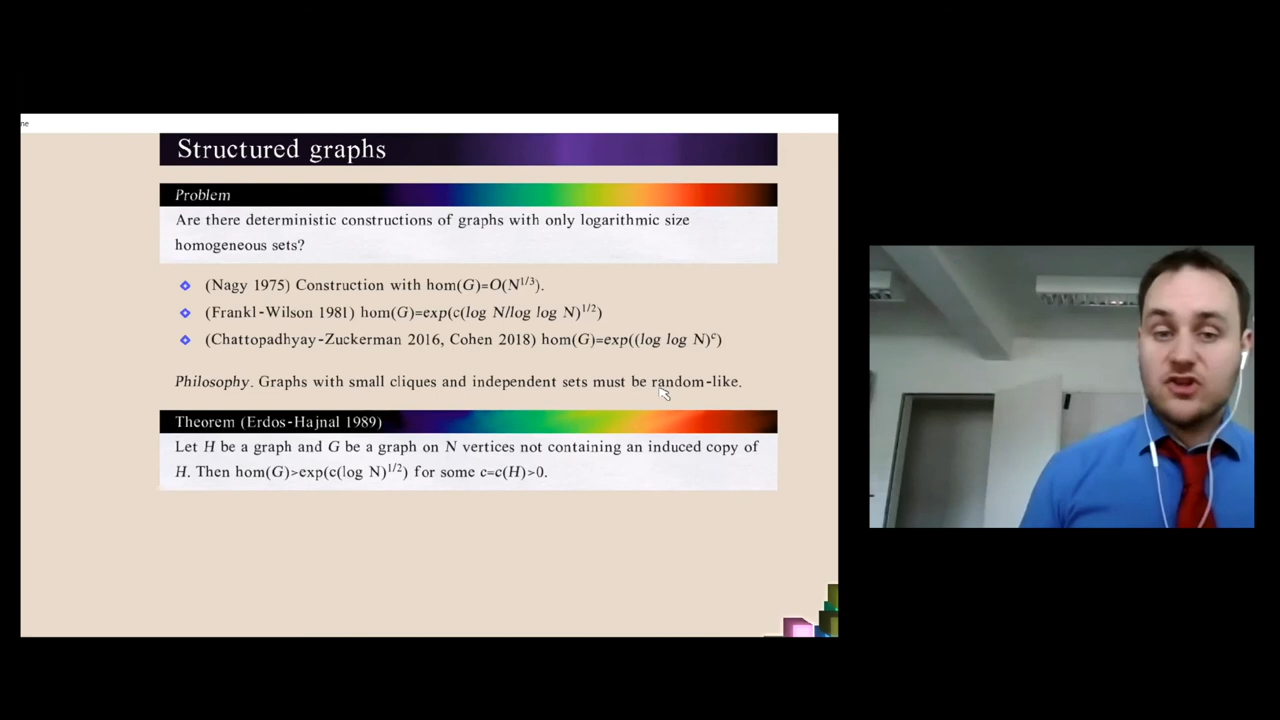 ne
Structured graphs
Problem
Are there deterministic constructions of graphs with only logarithmic size
homogeneous sets?
(Nagy 1975) Construction with hom(G)=O(N^{1/3}).
(Frankl-Wilson 1981) hom(G)=exp(c(log N/log log N)^{1/2})
(Chattopadhyay-Zuckerman 2016, Cohen 2018) hom(G)=exp((log log N)^c)
Philosophy. Graphs with small cliques and independent sets must be random-like.
Theorem (Erdos-Hajnal 1989)
Let H be a graph and G be a graph on N vertices not containing an induced copy of
H. Then hom(G)>exp(c(log N)^{1/2}) for some c=c(H)>0.